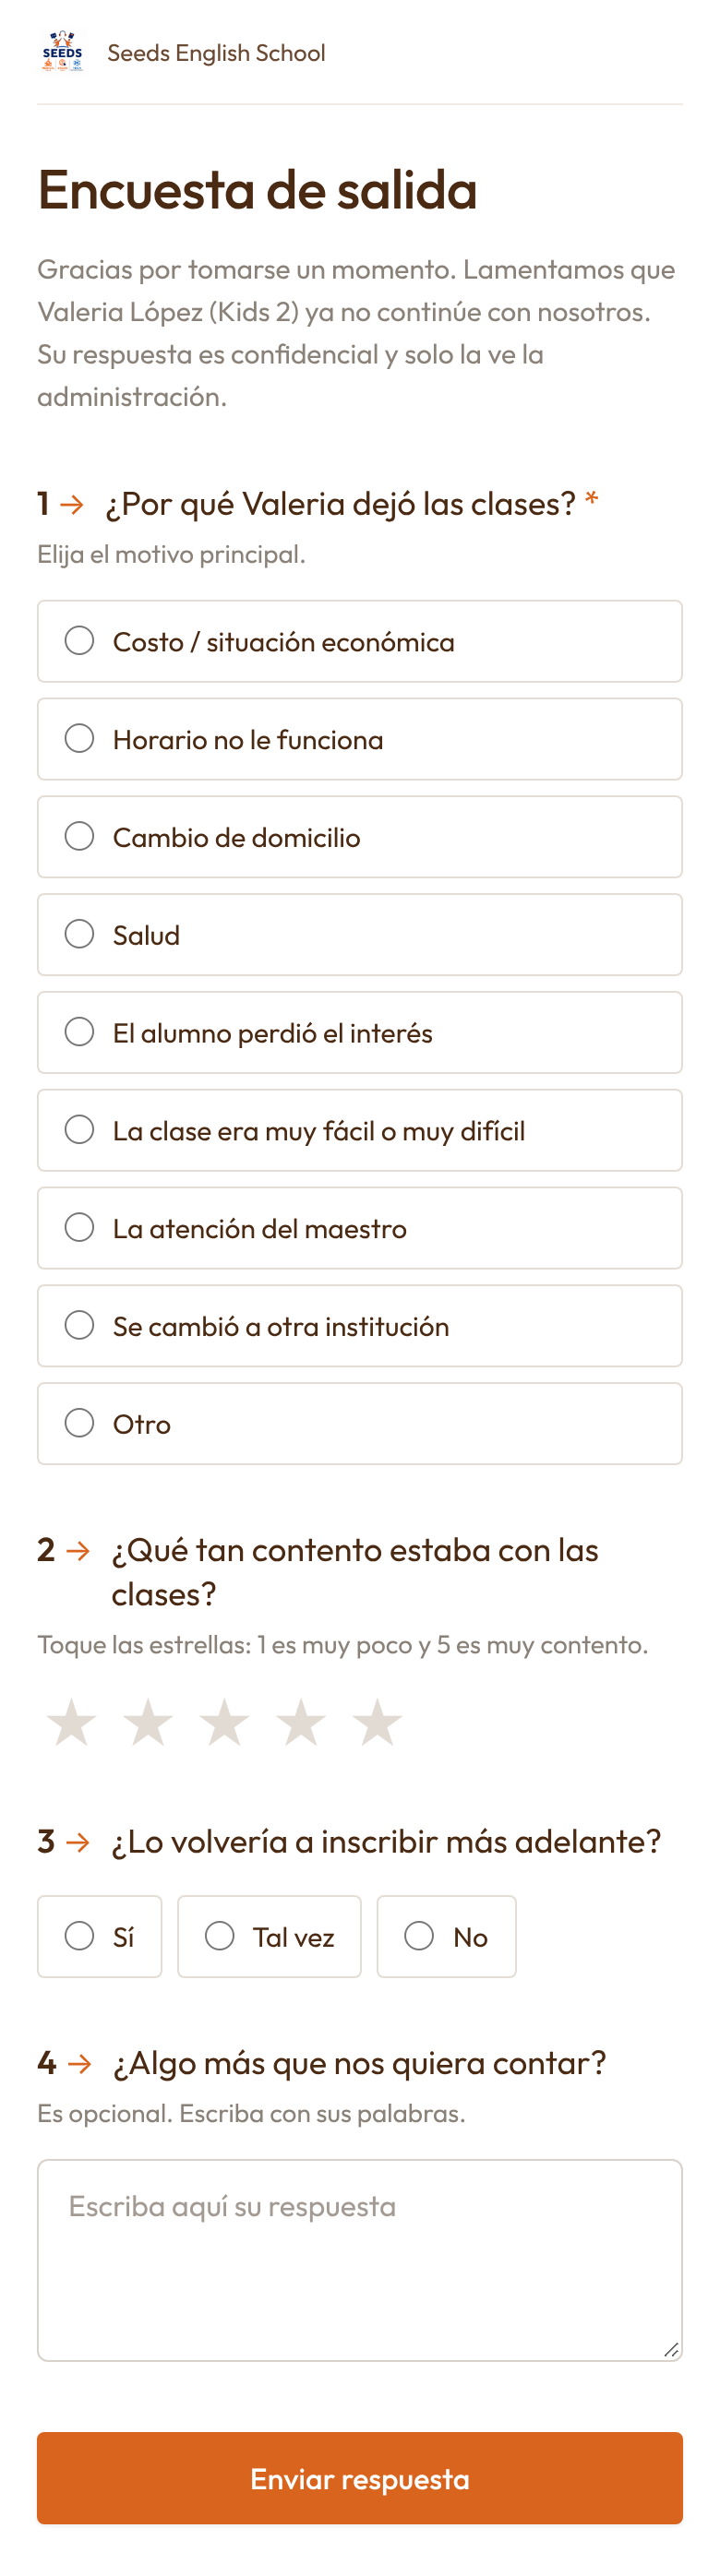 SEEDS
Seeds English School
Encuesta de salida
Gracias por tomarse un momento. Lamentamos que
Valeria López (Kids 2) ya no continúe con nosotros.
Su respuesta es confidencial y solo la ve la
administración.
1 → ¿Por qué Valeria dejó las clases? *
Elija el motivo principal.
Costo / situación económica
Horario no le funciona
Cambio de domicilio
Salud
El alumno perdió el interés
La clase era muy fácil o muy difícil
La atención del maestro
Se cambió a otra institución
Otro
2 → ¿Qué tan contento estaba con las
clases?
Toque las estrellas: 1 es muy poco y 5 es muy contento.
3 → ¿Lo volvería a inscribir más adelante?
Sí
Tal vez
No
4 → ¿Algo más que nos quiera contar?
Es opcional. Escriba con sus palabras.
Escriba aquí su respuesta
Enviar respuesta